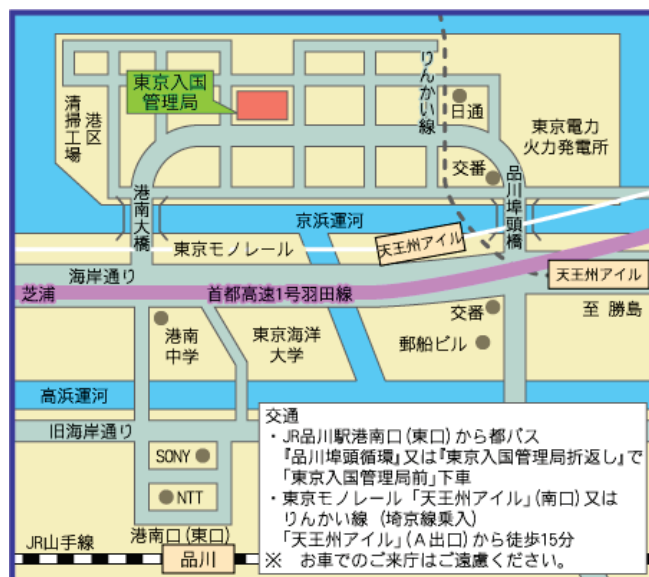 東京入国
管理局
港区
清掃工場
りんかい線
日通
東京電力
火力発電所
交番
港南大橋
品川埠頭橋
京浜運河
東京モノレール
天王州アイル
海岸通り
天王州アイル
芝浦
首都高速1号羽田線
至 勝島
港南
中学
東京海洋
大学
交番
郵船ビル
高浜運河
旧海岸通り
SONY
NTT
港南口(東口)
JR山手線
品川
交通
・JR品川駅港南口(東口)から都バス
『品川埠頭循環』又は『東京入国管理局折返し』で
「東京入国管理局前」下車
・東京モノレール「天王州アイル」(南口)又は
りんかい線 (埼京線乗入)
「天王州アイル」(A出口)から徒歩15分
※ お車でのご来庁はご遠慮ください。